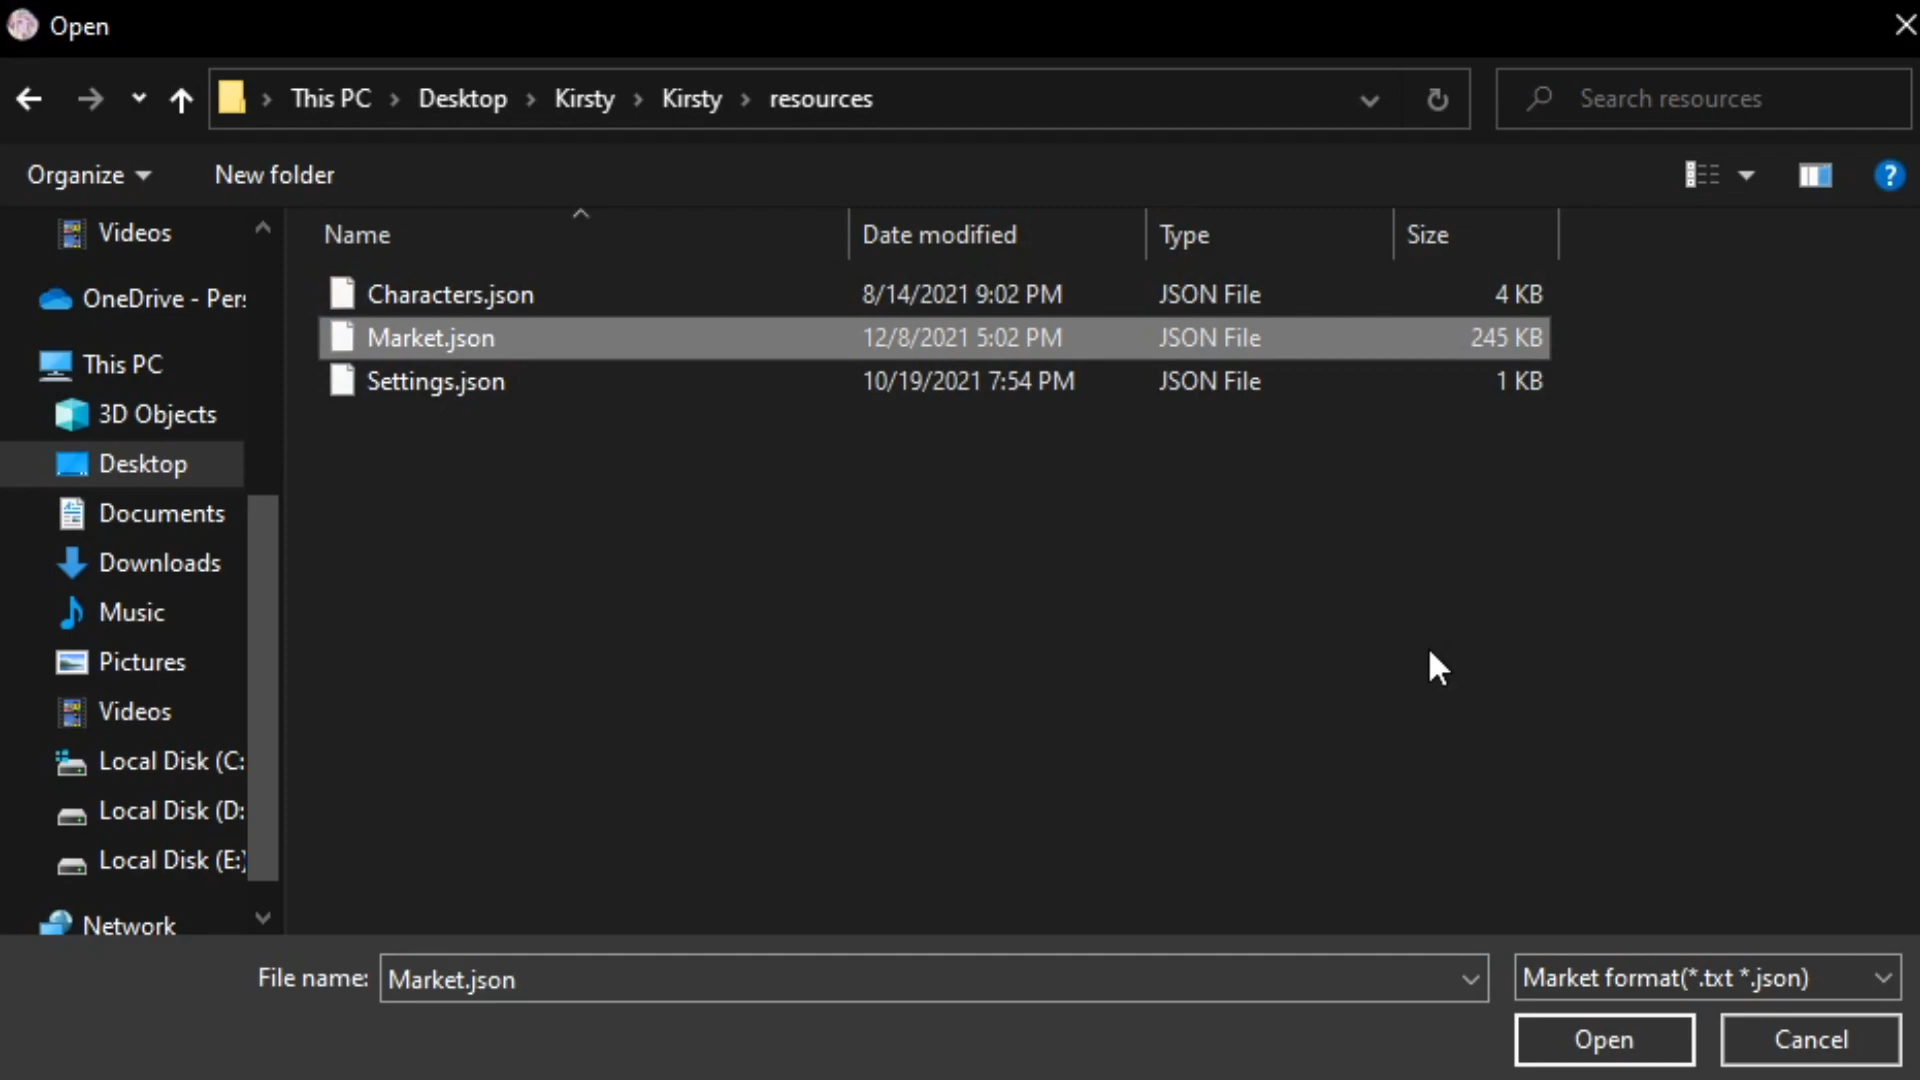 Open
This PC > Desktop > Kirsty > Kirsty > resources
Search resources
Organize
New folder
Name Date modified Type Size
Characters.json 8/14/2021 9:02 PM JSON File 4 KB
Market.json 12/8/2021 5:02 PM JSON File 245 KB
Settings.json 10/19/2021 7:54 PM JSON File 1 KB
Videos
OneDrive - Pers
This PC
3D Objects
Desktop
Documents
Downloads
Music
Pictures
Videos
Local Disk (C:
Local Disk (D:
Local Disk (E:)
Network
File name: Market.json
Market format(*.txt *.json)
Open
Cancel